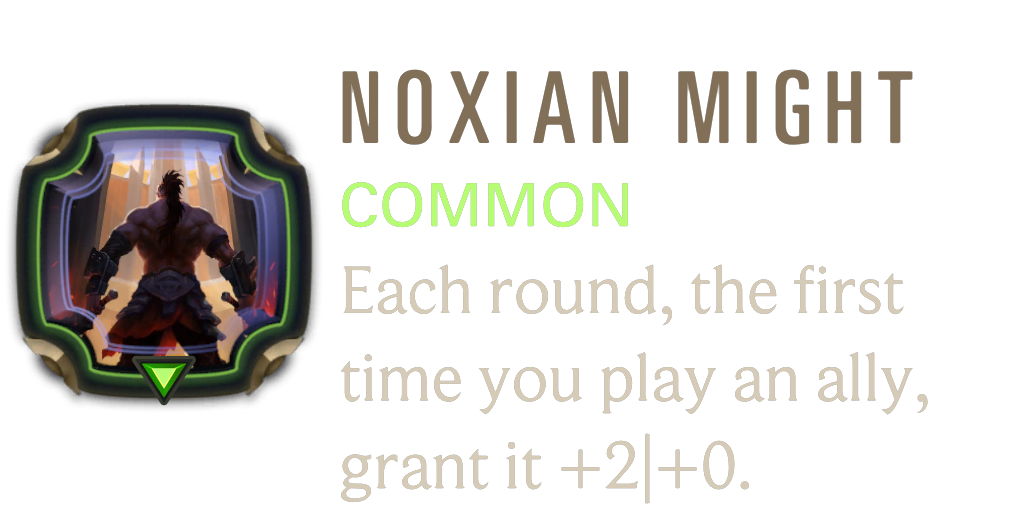 NOXIAN MIGHT
COMMON
Each round, the first
time you play an ally,
grant it +2|+0.